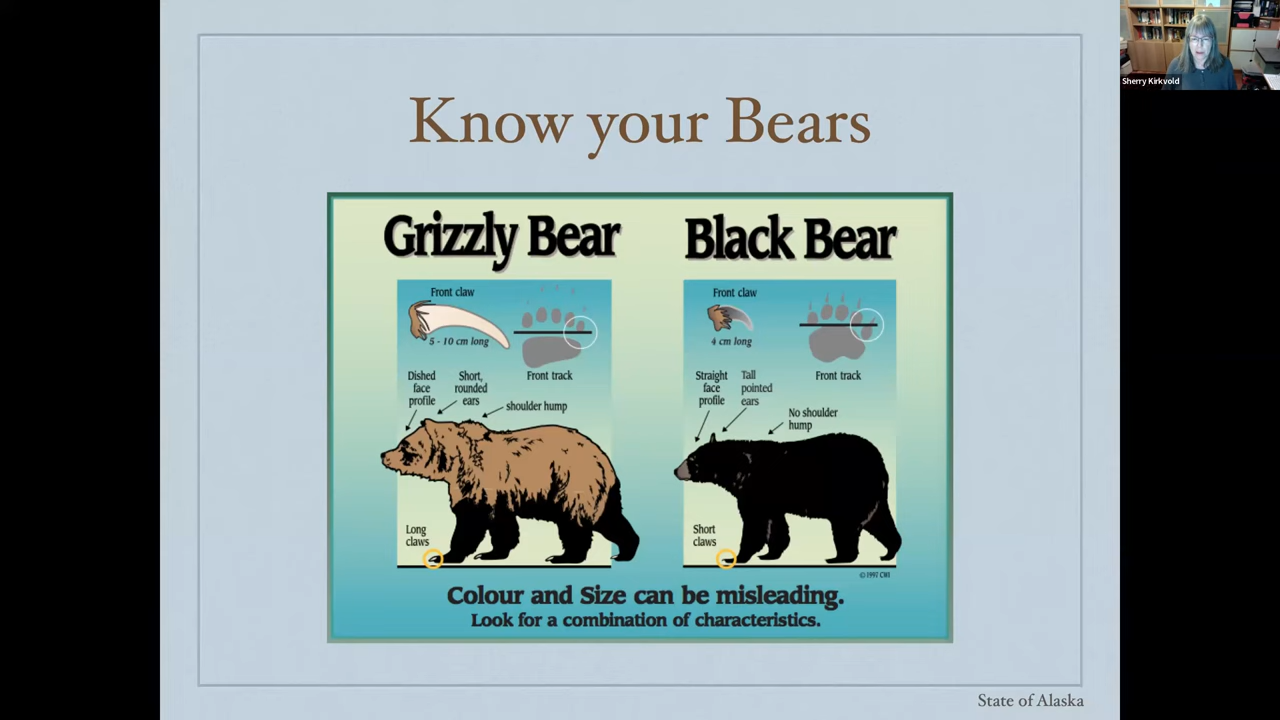 Sherry Kirkvold
Know your Bears
Grizzly Bear
Front claw
5 - 10 cm long
Front track
Dished
face
profile
Short,
rounded
ears
shoulder hump
Long
claws
Black Bear
Front claw
4 cm long
Front track
Straight
face
profile
Tall
pointed
ears
No shoulder
hump
Short
claws
© 1997 CWI
Colour and Size can be misleading.
Look for a combination of characteristics.
State of Alaska